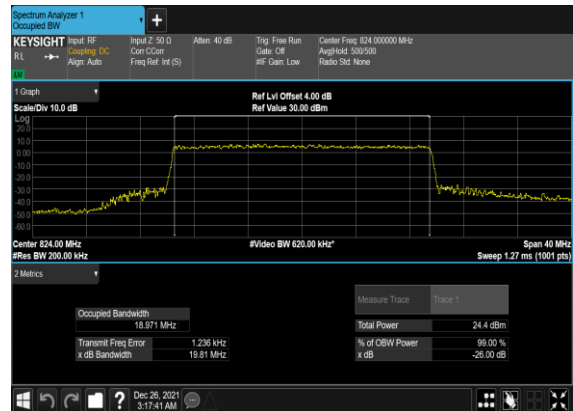 Spectrum Analyzer 1
Occupied BW
+
KEYSIGHT Input: RF Input Z: 50 Ω Atten: 40 dB Trig: Free Run Center Freq: 824.000000 MHz
RL Coupling: DC Corr CCorr Gate: Off Avg|Hold: 500/500
Align: Auto Freq Ref: Int (S) #IF Gain: Low Radio Std: None
LXI
1 Graph
Ref Lvl Offset 4.00 dB
Scale/Div 10.0 dB Ref Value 30.00 dBm
Log
20.0
10.0
0.00
-10.0
-20.0
-30.0
-40.0
-50.0
-60.0
Center 824.00 MHz #Video BW 620.00 kHz* Span 40 MHz
#Res BW 200.00 kHz Sweep 1.27 ms (1001 pts)
2 Metrics
Measure Trace Trace 1
Occupied Bandwidth
18.971 MHz Total Power 24.4 dBm
Transmit Freq Error 1.236 kHz % of OBW Power 99.00 %
x dB Bandwidth 19.81 MHz x dB -26.00 dB
? Dec 26, 2021
3:17:41 AM